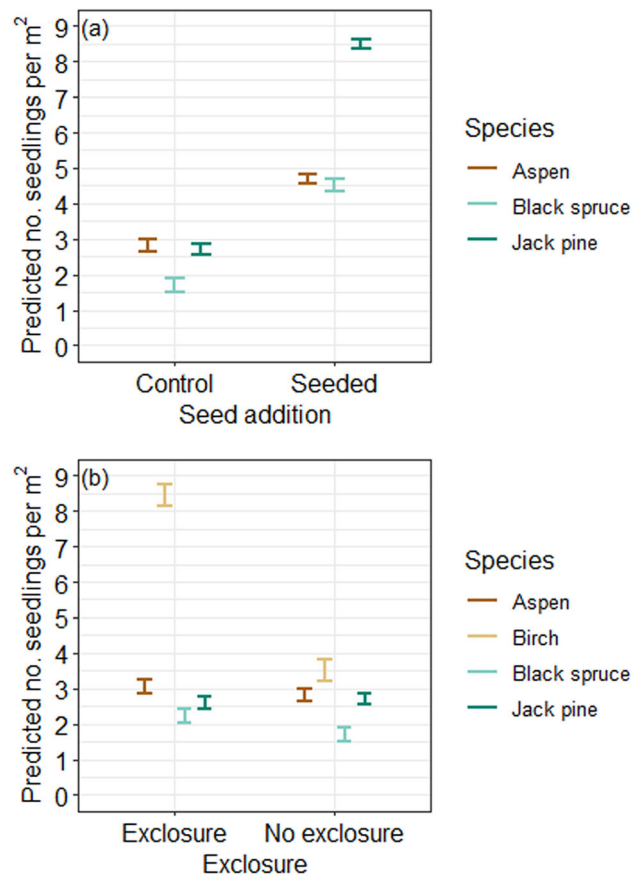 (a)
Predicted no. seedlings per m²
9
8
7
6
5
4
3
2
1
0
Control Seeded
Seed addition
Species
Aspen
Black spruce
Jack pine
(b)
Predicted no. seedlings per m²
9
8
7
6
5
4
3
2
1
0
Exclosure No exclosure
Exclosure
Species
Aspen
Birch
Black spruce
Jack pine